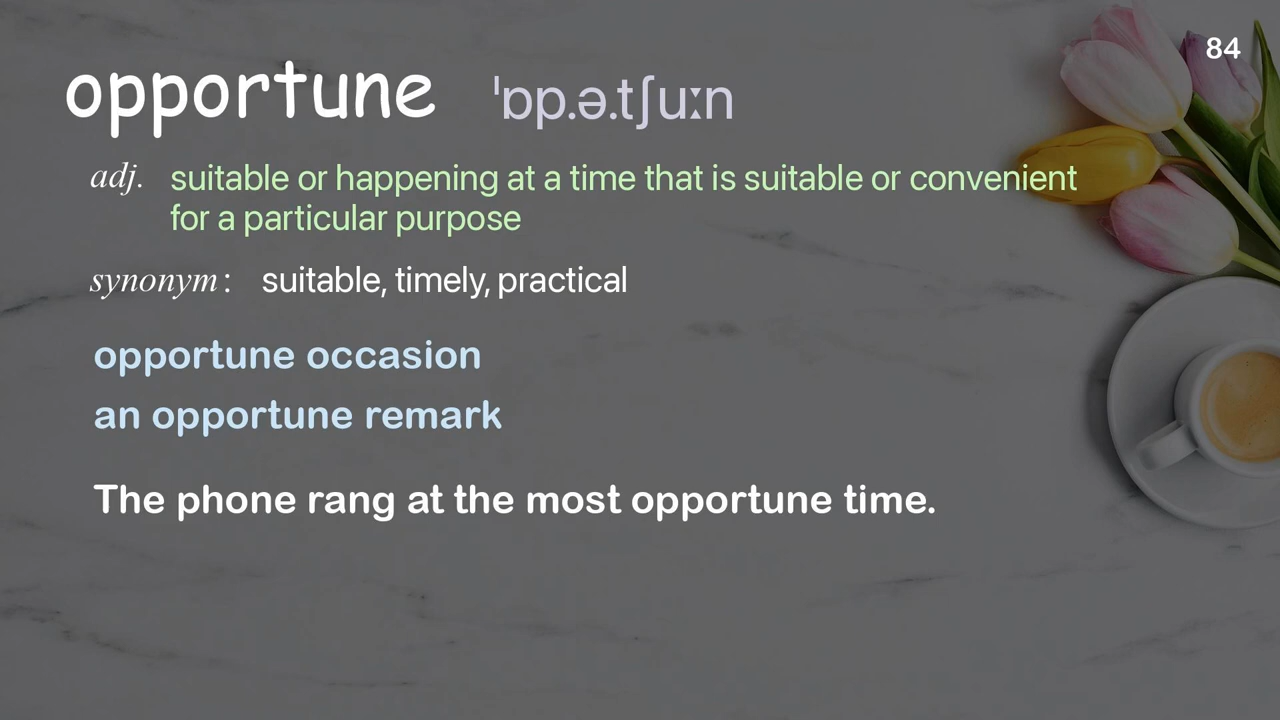 84
opportune ˈɒp.ə.tʃuːn
adj. suitable or happening at a time that is suitable or convenient
for a particular purpose
synonym: suitable, timely, practical
opportune occasion
an opportune remark
The phone rang at the most opportune time.